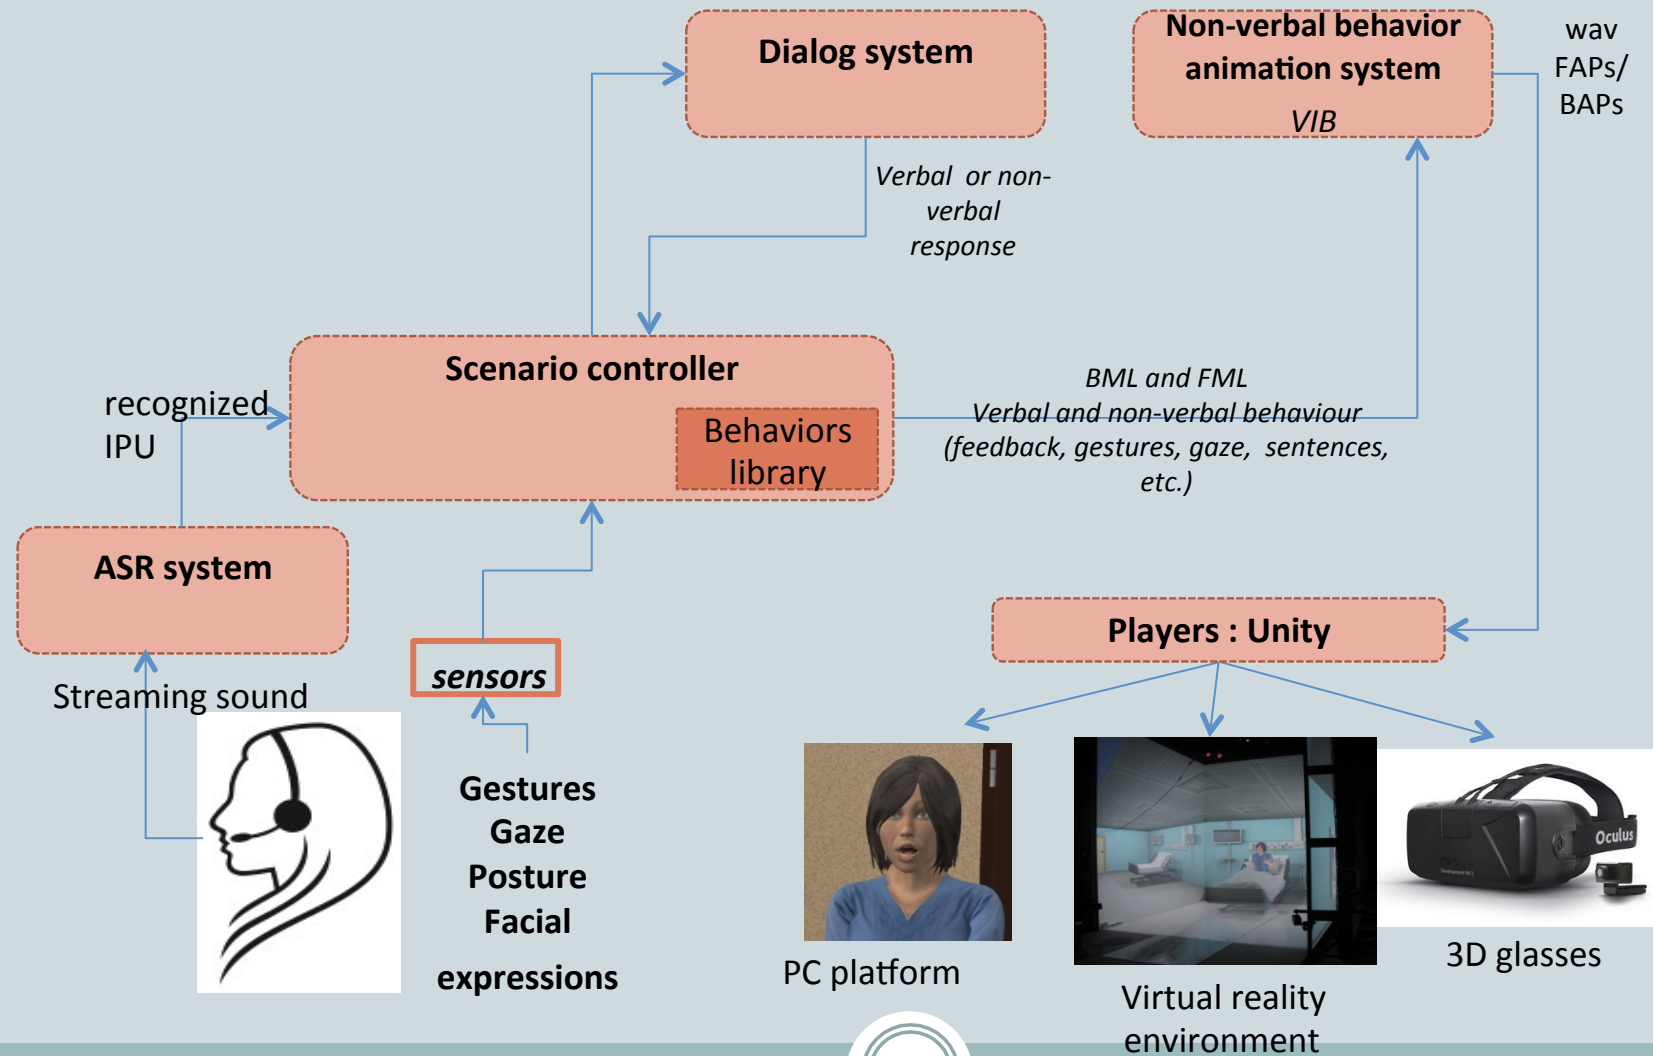 Dialog system
Non-verbal behavior
animation system
VIB
wav
FAPs/
BAPs
Verbal  or non-
verbal
response
Scenario controller
Behaviors
library
recognized
IPU
BML and FML
Verbal and non-verbal behaviour
(feedback, gestures, gaze,  sentences,
etc.)
ASR system
Streaming sound
sensors
Gestures
Gaze
Posture
Facial
expressions
Players : Unity
Oculus
PC platform
Virtual reality
environment
3D glasses